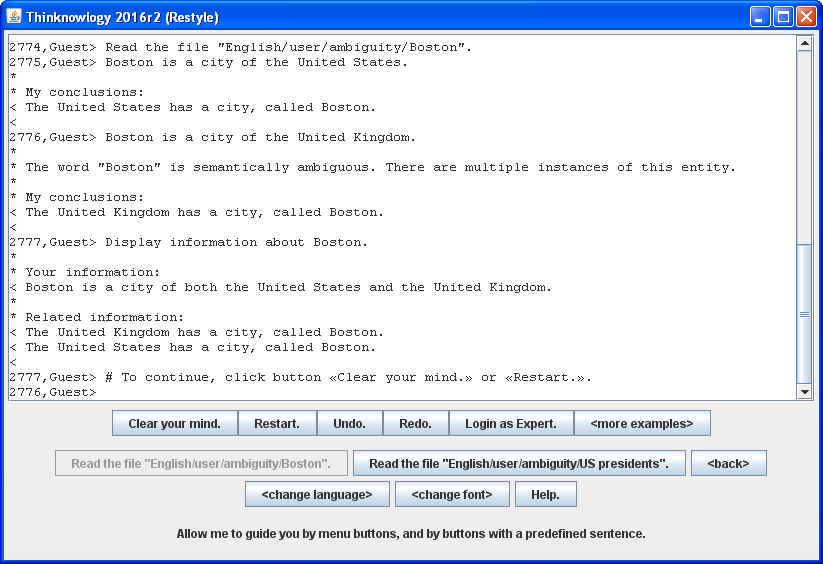 Thinknowlogy 2016r2 (Restyle)
2774,Guest> Read the file "English/user/ambiguity/Boston".
2775,Guest> Boston is a city of the United States.
*
* My conclusions:
< The United States has a city, called Boston.
<
2776,Guest> Boston is a city of the United Kingdom.
*
* The word "Boston" is semantically ambiguous. There are multiple instances of this entity.
*
* My conclusions:
< The United Kingdom has a city, called Boston.
<
2777,Guest> Display information about Boston.
*
* Your information:
< Boston is a city of both the United States and the United Kingdom.
*
* Related information:
< The United Kingdom has a city, called Boston.
< The United States has a city, called Boston.
<
2777,Guest> # To continue, click button «Clear your mind.» or «Restart.».
2776,Guest>
Clear your mind. Restart. Undo. Redo. Login as Expert. <more examples>
Read the file "English/user/ambiguity/Boston". Read the file "English/user/ambiguity/US presidents". <back>
<change language> <change font> Help.
Allow me to guide you by menu buttons, and by buttons with a predefined sentence.